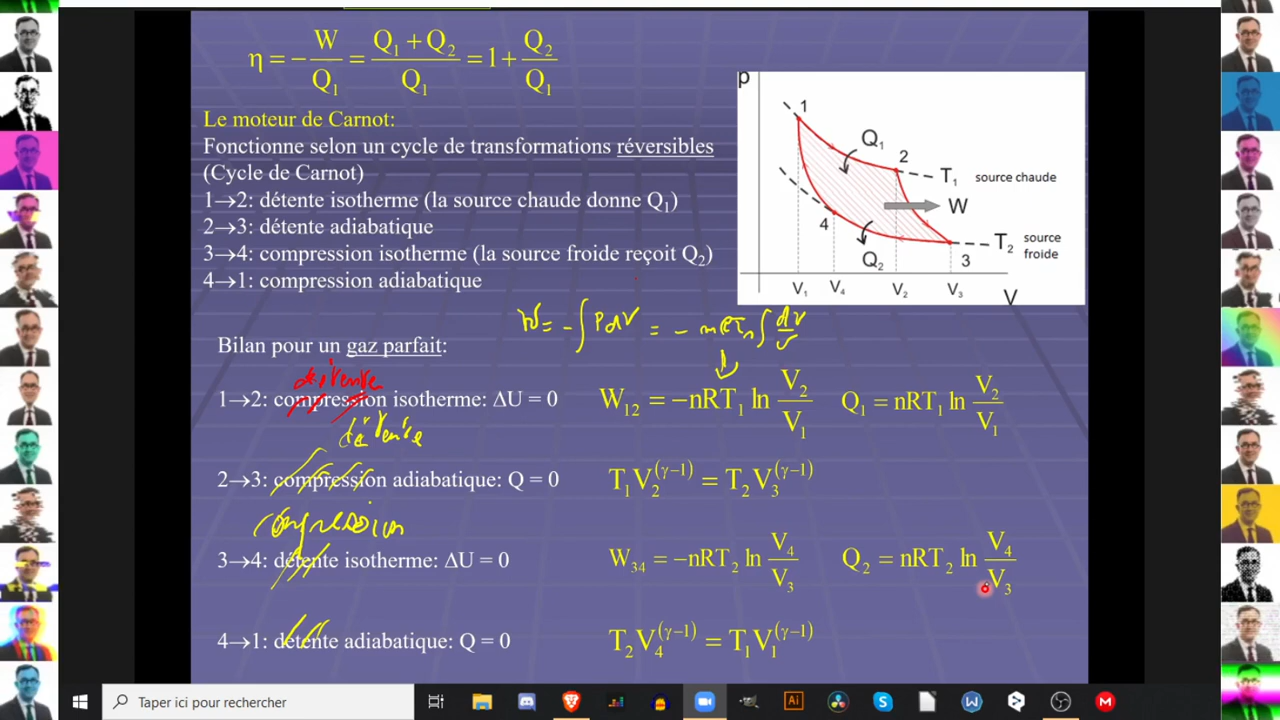 η = − W/Q₁ = (Q₁ + Q₂)/Q₁ = 1 + Q₂/Q₁
Le moteur de Carnot:
Fonctionne selon un cycle de transformations réversibles
(Cycle de Carnot)
1→2: détente isotherme (la source chaude donne Q₁)
2→3: détente adiabatique
3→4: compression isotherme (la source froide reçoit Q₂)
4→1: compression adiabatique
p
1
Q₁
2
T₁ source chaude
W
4
Q₂
T₂ source froide
3
V₁ V₄ V₂ V₃ V
W = − ∫ P dV = − nRT ∫ dV/V
Bilan pour un gaz parfait:
détente
1→2: compression isotherme: ΔU = 0 W₁₂ = −nRT₁ ln V₂/V₁ Q₁ = nRT₁ ln V₂/V₁
détente
2→3: compression adiabatique: Q = 0 T₁V₂^(γ−1) = T₂V₃^(γ−1)
compression
3→4: détente isotherme: ΔU = 0 W₃₄ = −nRT₂ ln V₄/V₃ Q₂ = nRT₂ ln V₄/V₃
4→1: détente adiabatique: Q = 0 T₂V₄^(γ−1) = T₁V₁^(γ−1)
Taper ici pour rechercher